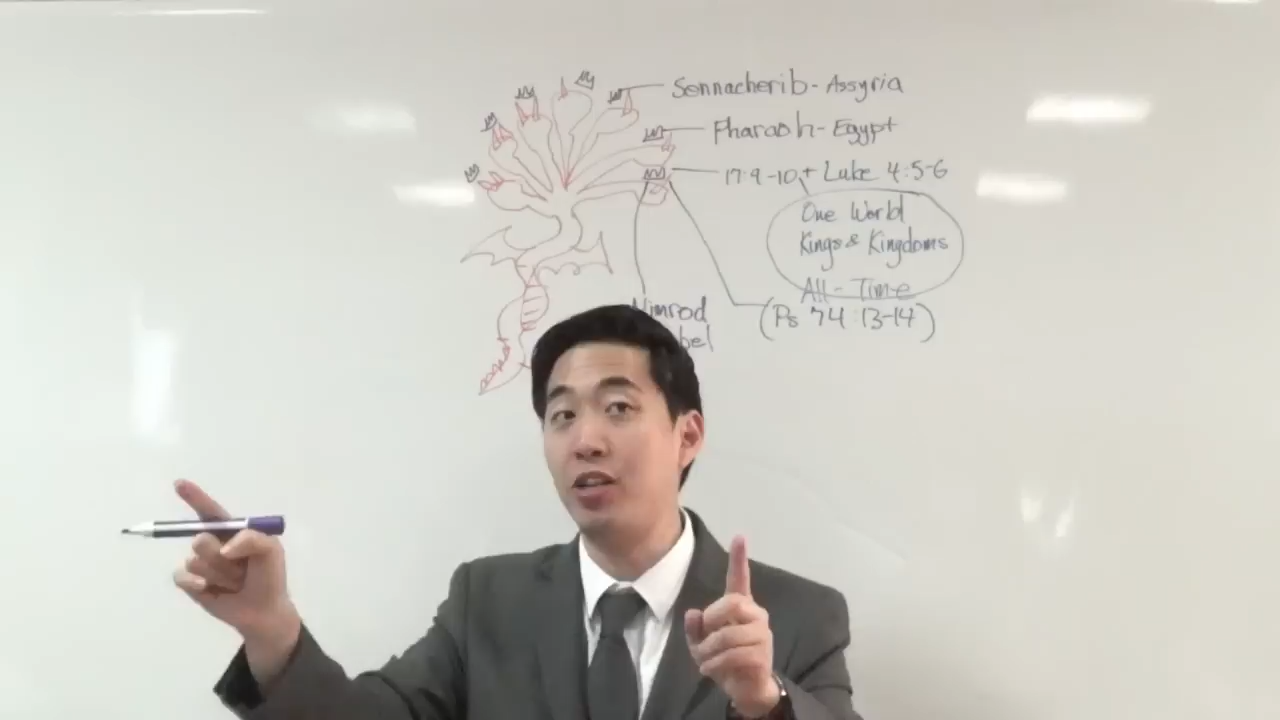 Sennacherib - Assyria
Pharaoh - Egypt
17:9-10 + Luke 4:5-6
One World
Kings & Kingdoms
All-Time
(Ps 74:13-14)
Nimrod
bel